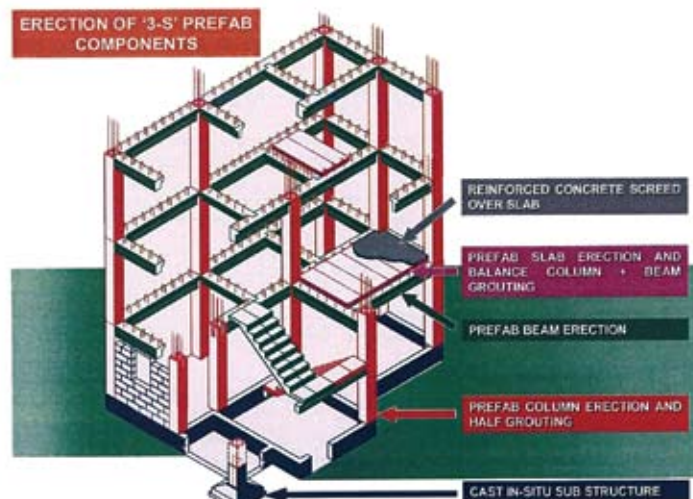 ERECTION OF '3-S' PREFAB
COMPONENTS
REINFORCED CONCRETE SCREED
OVER SLAB
PREFAB SLAB ERECTION AND
BALANCE COLUMN + BEAM
GROUTING
PREFAB BEAM ERECTION
PREFAB COLUMN ERECTION AND
HALF GROUTING
CAST IN-SITU SUB STRUCTURE